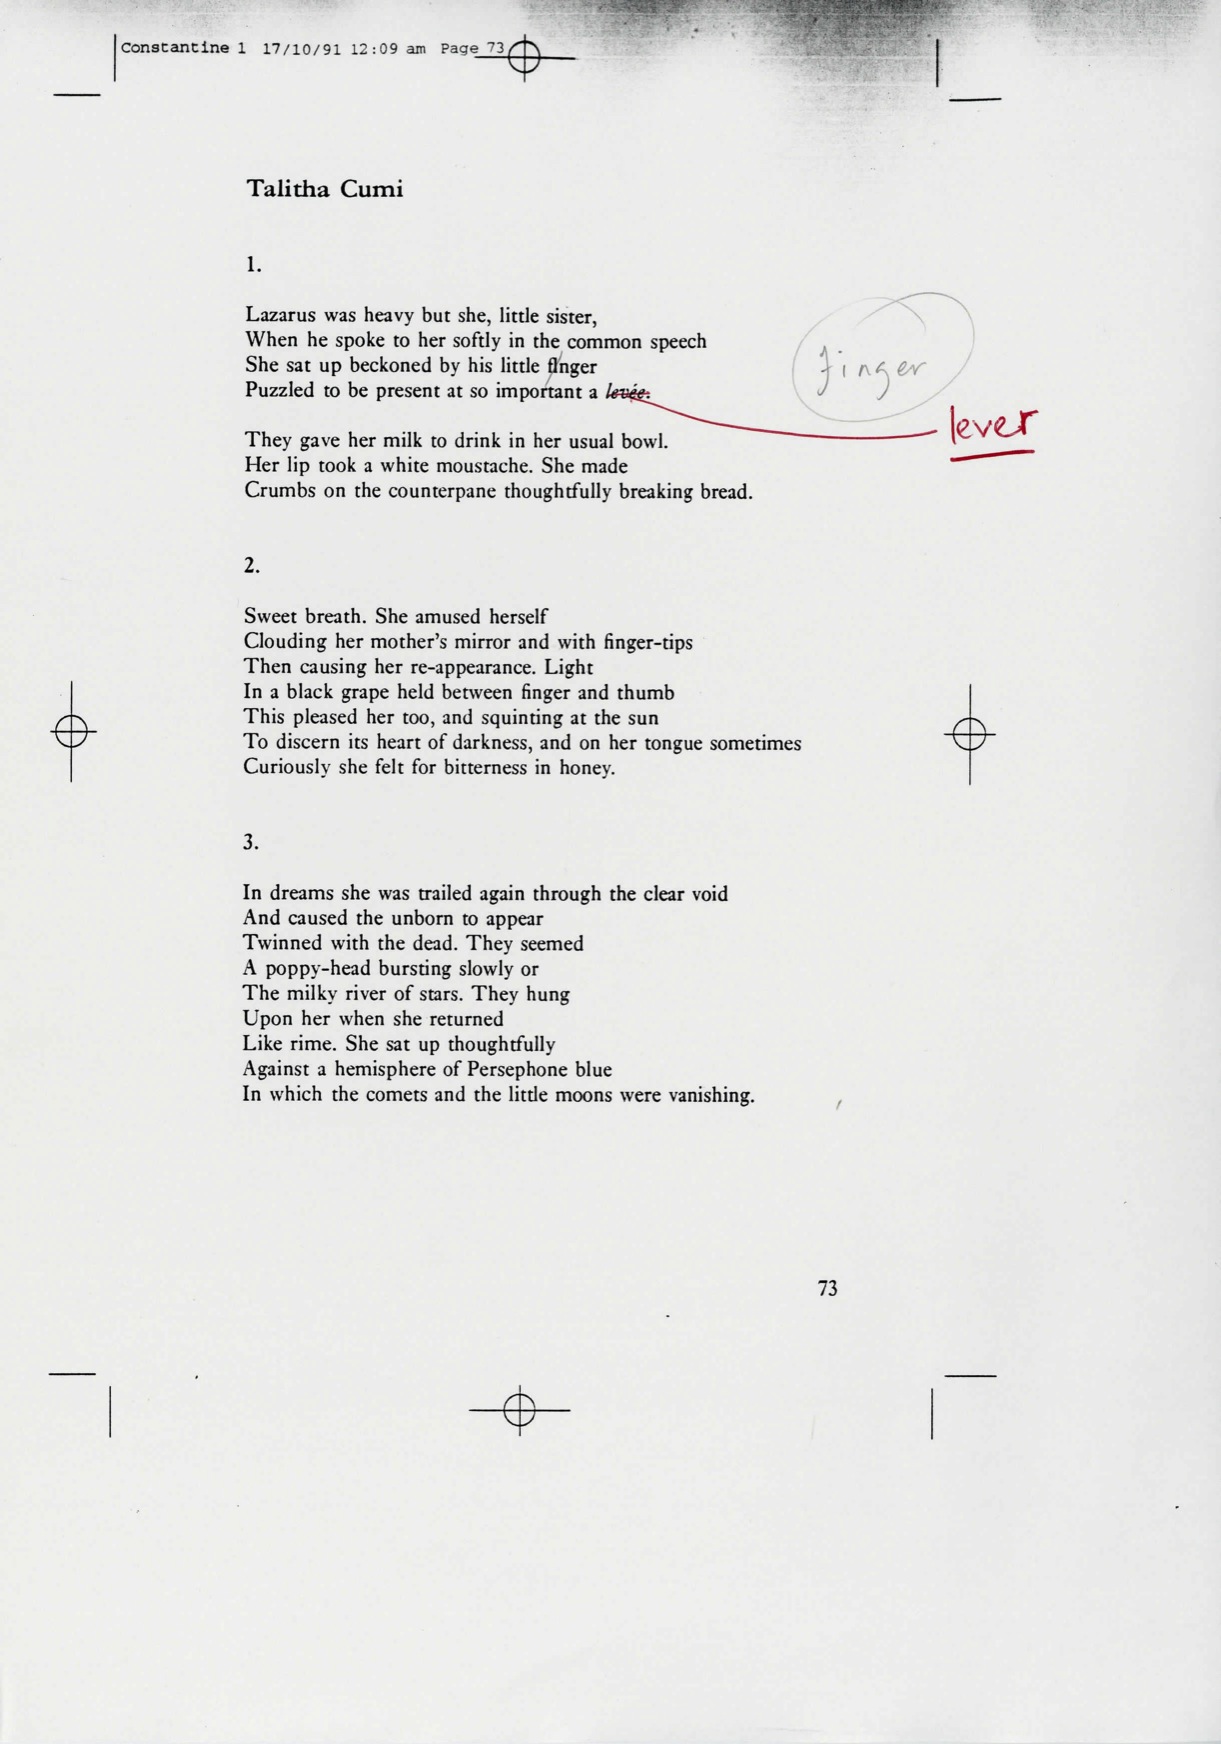 Constantine 1 17/10/91 12:09 am Page 73
Talitha Cumi
1.
Lazarus was heavy but she, little sister,
When he spoke to her softly in the common speech
She sat up beckoned by his little flnger
Puzzled to be present at so important a levée.
finger
lever
They gave her milk to drink in her usual bowl.
Her lip took a white moustache. She made
Crumbs on the counterpane thoughtfully breaking bread.
2.
Sweet breath. She amused herself
Clouding her mother's mirror and with finger-tips
Then causing her re-appearance. Light
In a black grape held between finger and thumb
This pleased her too, and squinting at the sun
To discern its heart of darkness, and on her tongue sometimes
Curiously she felt for bitterness in honey.
3.
In dreams she was trailed again through the clear void
And caused the unborn to appear
Twinned with the dead. They seemed
A poppy-head bursting slowly or
The milky river of stars. They hung
Upon her when she returned
Like rime. She sat up thoughtfully
Against a hemisphere of Persephone blue
In which the comets and the little moons were vanishing.
73